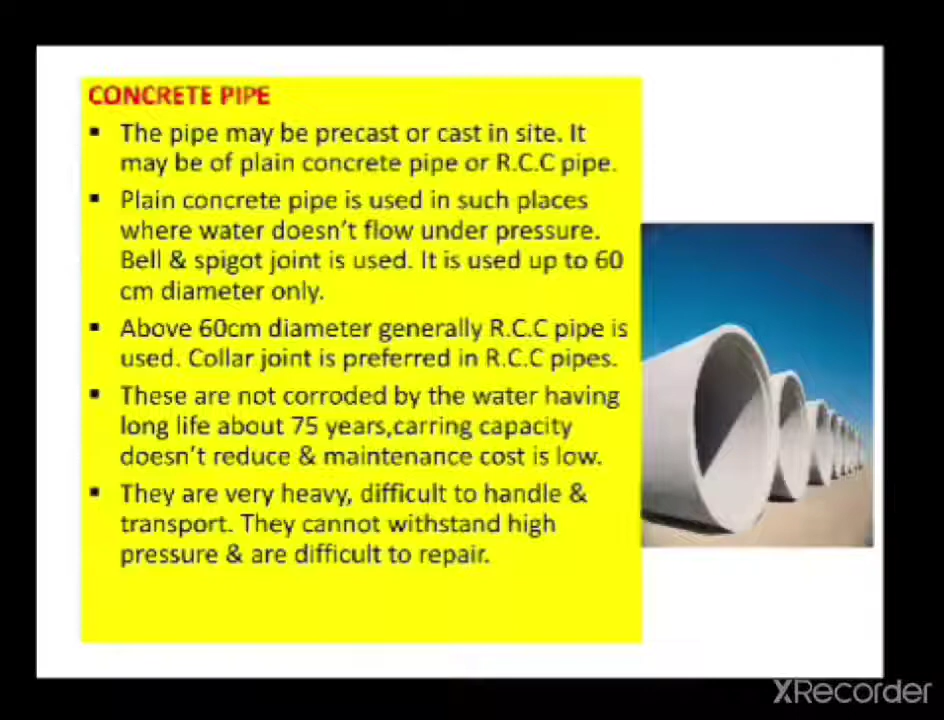 CONCRETE PIPE
▪ The pipe may be precast or cast in site. It
may be of plain concrete pipe or R.C.C pipe.
▪ Plain concrete pipe is used in such places
where water doesn't flow under pressure.
Bell & spigot joint is used. It is used up to 60
cm diameter only.
▪ Above 60cm diameter generally R.C.C pipe is
used. Collar joint is preferred in R.C.C pipes.
▪ These are not corroded by the water having
long life about 75 years,carring capacity
doesn't reduce & maintenance cost is low.
▪ They are very heavy, difficult to handle &
transport. They cannot withstand high
pressure & are difficult to repair.
XRecorder